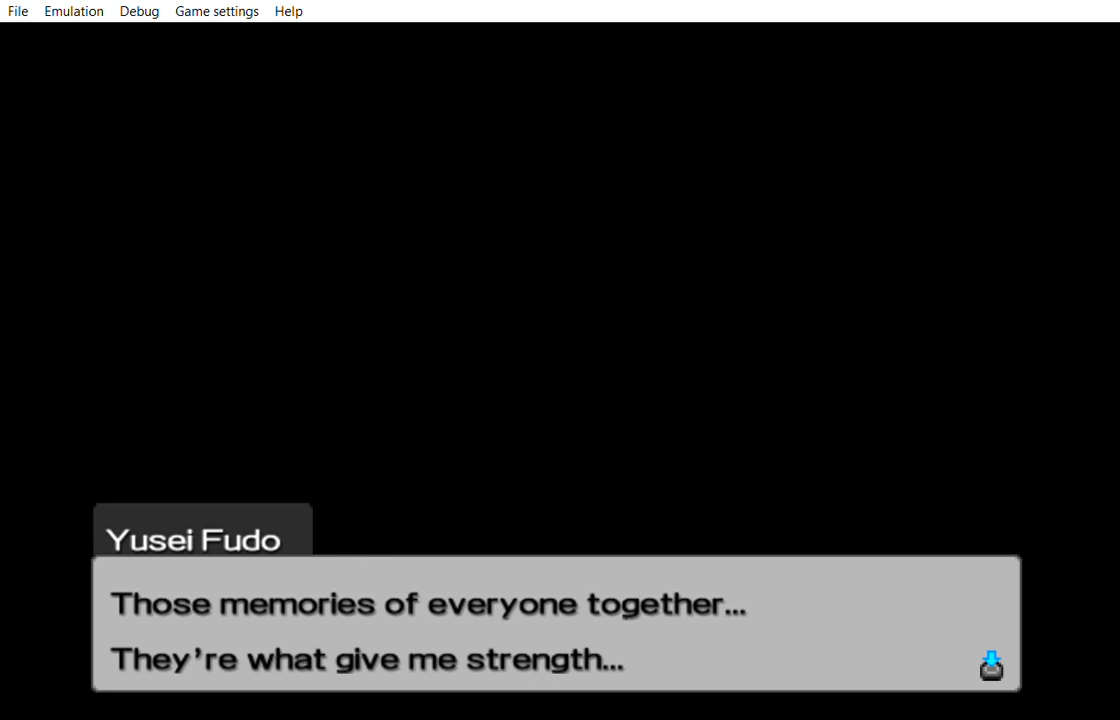 File Emulation Debug Game settings Help
Yusei Fudo
Those memories of everyone together...
They're what give me strength...